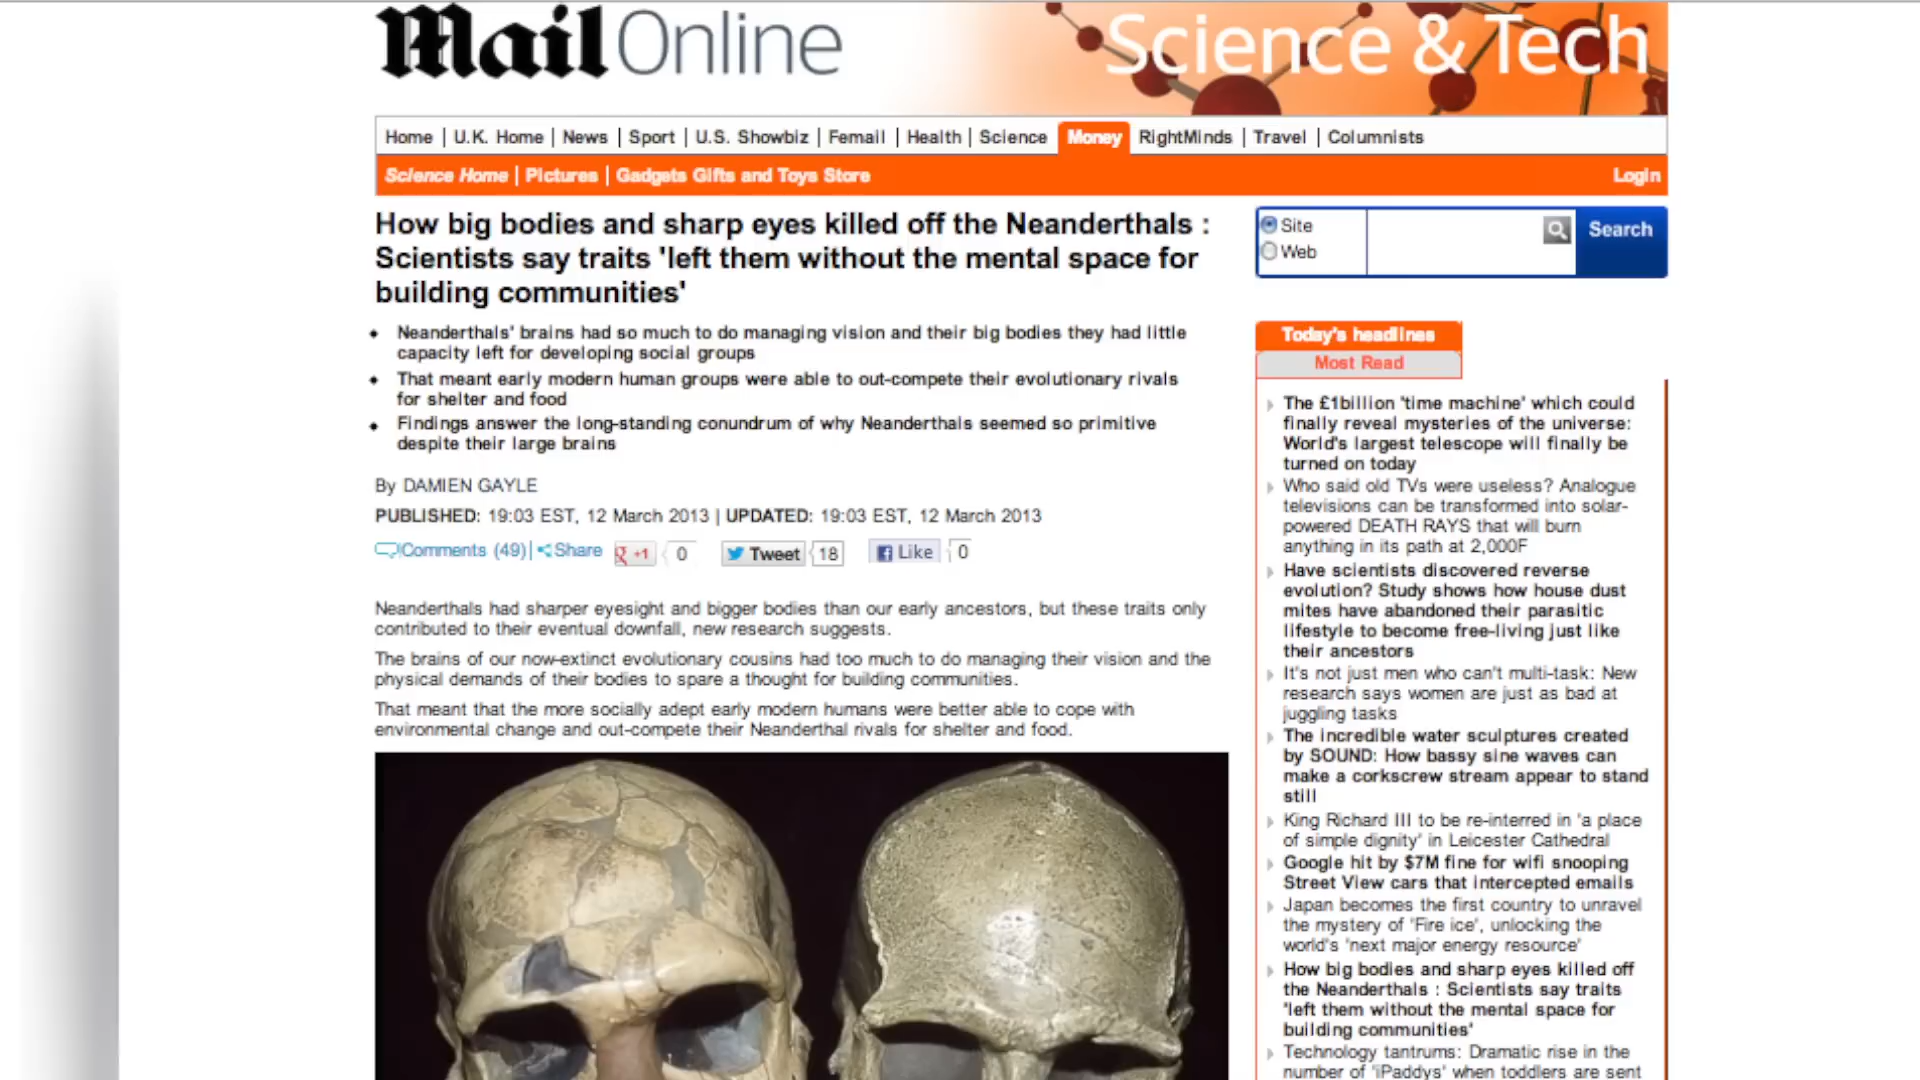 Mail Online
Science & Tech
Home | U.K. Home | News | Sport | U.S. Showbiz | Femail | Health | Science Money RightMinds | Travel | Columnists
Science Home | Pictures | Gadgets Gifts and Toys Store
Login
How big bodies and sharp eyes killed off the Neanderthals :
Scientists say traits 'left them without the mental space for
building communities'
Neanderthals' brains had so much to do managing vision and their big bodies they had little
capacity left for developing social groups
That meant early modern human groups were able to out-compete their evolutionary rivals
for shelter and food
Findings answer the long-standing conundrum of why Neanderthals seemed so primitive
despite their large brains
By DAMIEN GAYLE
PUBLISHED: 19:03 EST, 12 March 2013 | UPDATED: 19:03 EST, 12 March 2013
Comments (49) | Share +1 0 Tweet 18 Like 0
Neanderthals had sharper eyesight and bigger bodies than our early ancestors, but these traits only
contributed to their eventual downfall, new research suggests.
The brains of our now-extinct evolutionary cousins had too much to do managing their vision and the
physical demands of their bodies to spare a thought for building communities.
That meant that the more socially adept early modern humans were better able to cope with
environmental change and out-compete their Neanderthal rivals for shelter and food.
Site
Web
Search
Today's headlines
Most Read
The £1billion 'time machine' which could
finally reveal mysteries of the universe:
World's largest telescope will finally be
turned on today
Who said old TVs were useless? Analogue
televisions can be transformed into solar-
powered DEATH RAYS that will burn
anything in its path at 2,000F
Have scientists discovered reverse
evolution? Study shows how house dust
mites have abandoned their parasitic
lifestyle to become free-living just like
their ancestors
It's not just men who can't multi-task: New
research says women are just as bad at
juggling tasks
The incredible water sculptures created
by SOUND: How bassy sine waves can
make a corkscrew stream appear to stand
still
King Richard III to be re-interred in 'a place
of simple dignity' in Leicester Cathedral
Google hit by $7M fine for wifi snooping
Street View cars that intercepted emails
Japan becomes the first country to unravel
the mystery of 'Fire ice', unlocking the
world's 'next major energy resource'
How big bodies and sharp eyes killed off
the Neanderthals : Scientists say traits
'left them without the mental space for
building communities'
Technology tantrums: Dramatic rise in the
number of 'iPaddys' when toddlers are sent